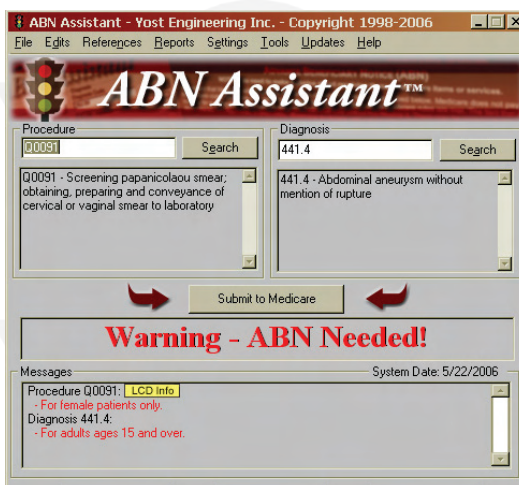 ABN Assistant - Yost Engineering Inc. - Copyright 1998-2006
File Edits References Reports Settings Tools Updates Help
ABN Assistant™
Procedure
Q0091 Search
Q0091 - Screening papanicolaou smear;
obtaining, preparing and conveyance of
cervical or vaginal smear to laboratory
Diagnosis
441.4 Search
441.4 - Abdominal aneurysm without
mention of rupture
Submit to Medicare
Warning - ABN Needed!
Messages System Date: 5/22/2006
Procedure Q0091: LCD Info
- For female patients only.
Diagnosis 441.4:
- For adults ages 15 and over.